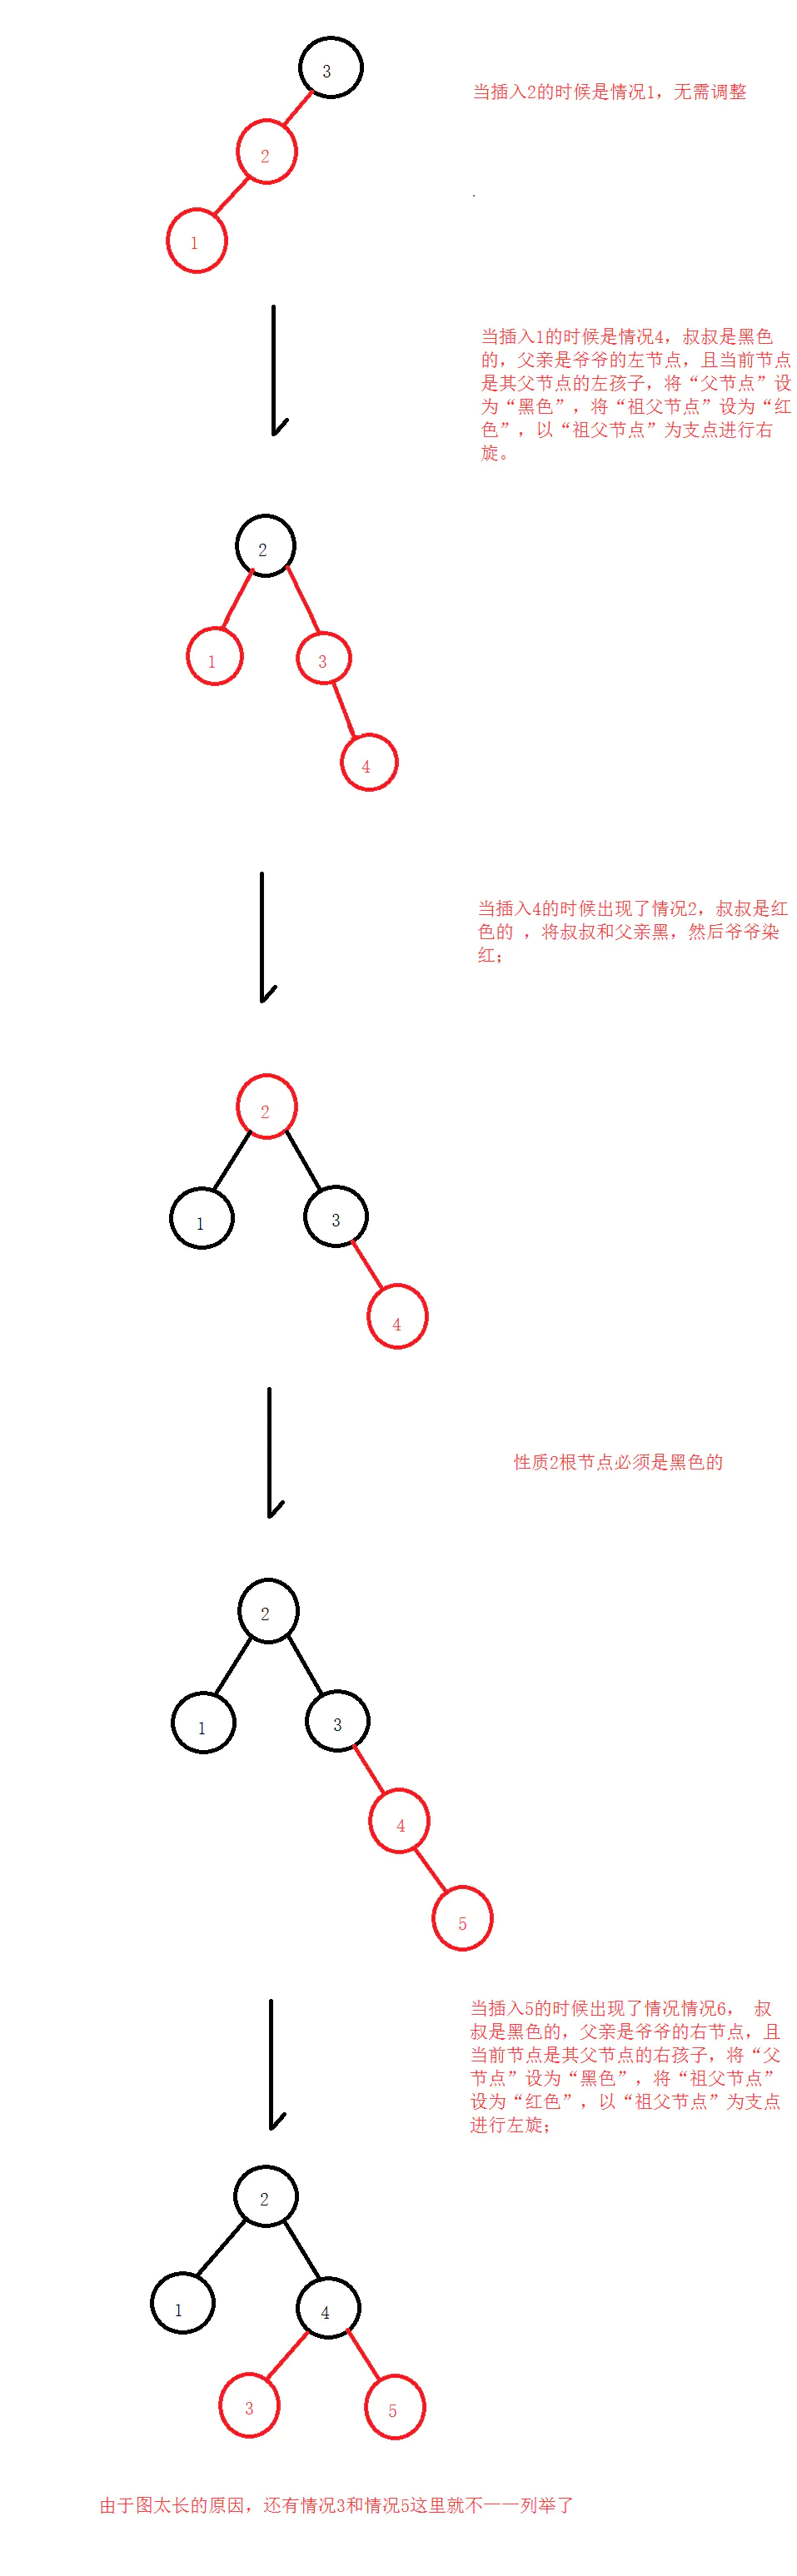 3
当插入2的时候是情况1，无需调整
2
1
当插入1的时候是情况4，叔叔是黑色
的，父亲是爷爷的左节点，且当前节点
是其父节点的左孩子，将“父节点”设
为“黑色”，将“祖父节点”设为“红
色”，以“祖父节点”为支点进行右
旋。
2
1
3
4
当插入4的时候出现了情况2，叔叔是红
色的 ，将叔叔和父亲黑，然后爷爷染
红；
2
1
3
4
性质2根节点必须是黑色的
2
1
3
4
5
当插入5的时候出现了情况情况6， 叔
叔是黑色的，父亲是爷爷的右节点，且
当前节点是其父节点的右孩子，将“父
节点”设为“黑色”，将“祖父节点”
设为“红色”，以“祖父节点”为支点
进行左旋；
2
1
4
3
5
由于图太长的原因，还有情况3和情况5这里就不一一列举了